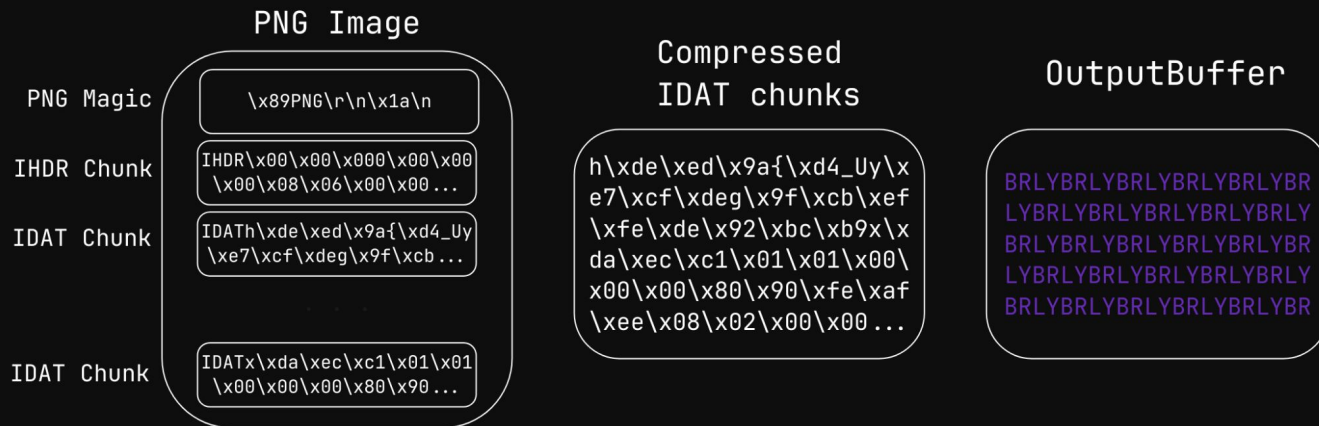 PNG Image
PNG Magic
\x89PNG\r\n\x1a\n
IHDR Chunk
IHDR\x00\x00\x000\x00\x00
\x00\x08\x06\x00\x00...
IDAT Chunk
IDATh\xde\xed\x9a{\xd4_Uy
\xe7\xcf\xdeg\x9f\xcb...
. . .
IDAT Chunk
IDATx\xda\xec\xc1\x01\x01
\x00\x00\x00\x80\x90...
Compressed
IDAT chunks
h\xde\xed\x9a{\xd4_Uy\x
e7\xcf\xdeg\x9f\xcb\xef
\xfe\xde\x92\xbc\xb9x\x
da\xec\xc1\x01\x01\x00\
x00\x00\x80\x90\xfe\xaf
\xee\x08\x02\x00\x00...
OutputBuffer
BRLYBRLYBRLYBRLYBRLYBR
LYBRLYBRLYBRLYBRLYBRLY
BRLYBRLYBRLYBRLYBRLYBR
LYBRLYBRLYBRLYBRLYBRLY
BRLYBRLYBRLYBRLYBRLYBR